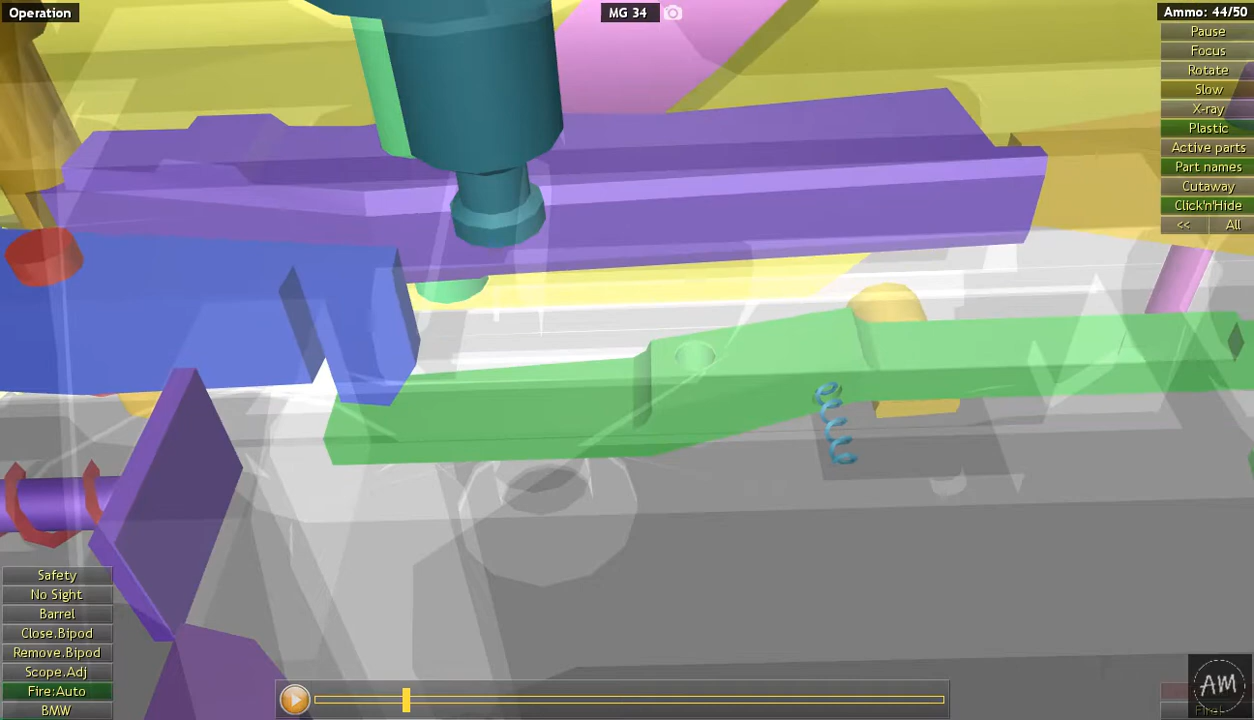 Operation
MG 34
Ammo: 44/50
Pause
Focus
Rotate
Slow
X-ray
Plastic
Active parts
Part names
Cutaway
Click'n'Hide
<< All
Safety
No Sight
Barrel
Close.Bipod
Remove.Bipod
Scope.Adj
Fire:Auto
BMW
AM